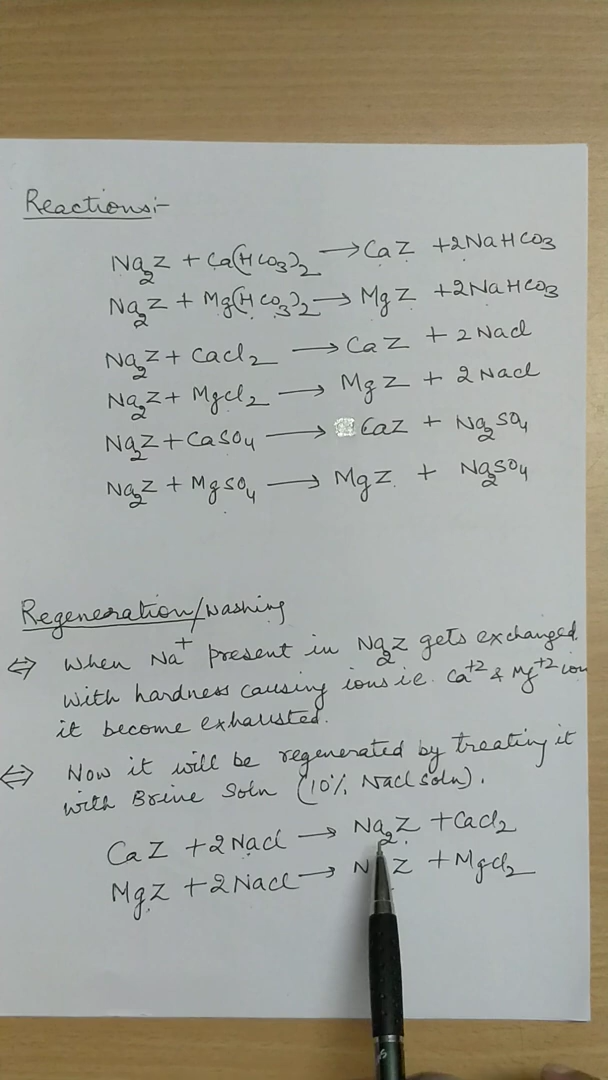 Reactions:-
Na2Z + Ca(HCO3)2 → CaZ + 2NaHCO3
Na2Z + Mg(HCO3)2 → MgZ + 2NaHCO3
Na2Z + CaCl2 → CaZ + 2NaCl
Na2Z + MgCl2 → MgZ + 2NaCl
Na2Z + CaSO4 → CaZ + Na2SO4
Na2Z + MgSO4 → MgZ + Na2SO4
Regeneration/Washing
⇔ When Na+ present in Na2Z gets exchanged
with hardness causing ions i.e. Ca+2 & Mg+2 ion
it become exhausted.
⇔ Now it will be regenerated by treating it
with Brine Soln (10% NaCl soln).
CaZ + 2NaCl → Na2Z + CaCl2
MgZ + 2NaCl → N Z + MgCl2